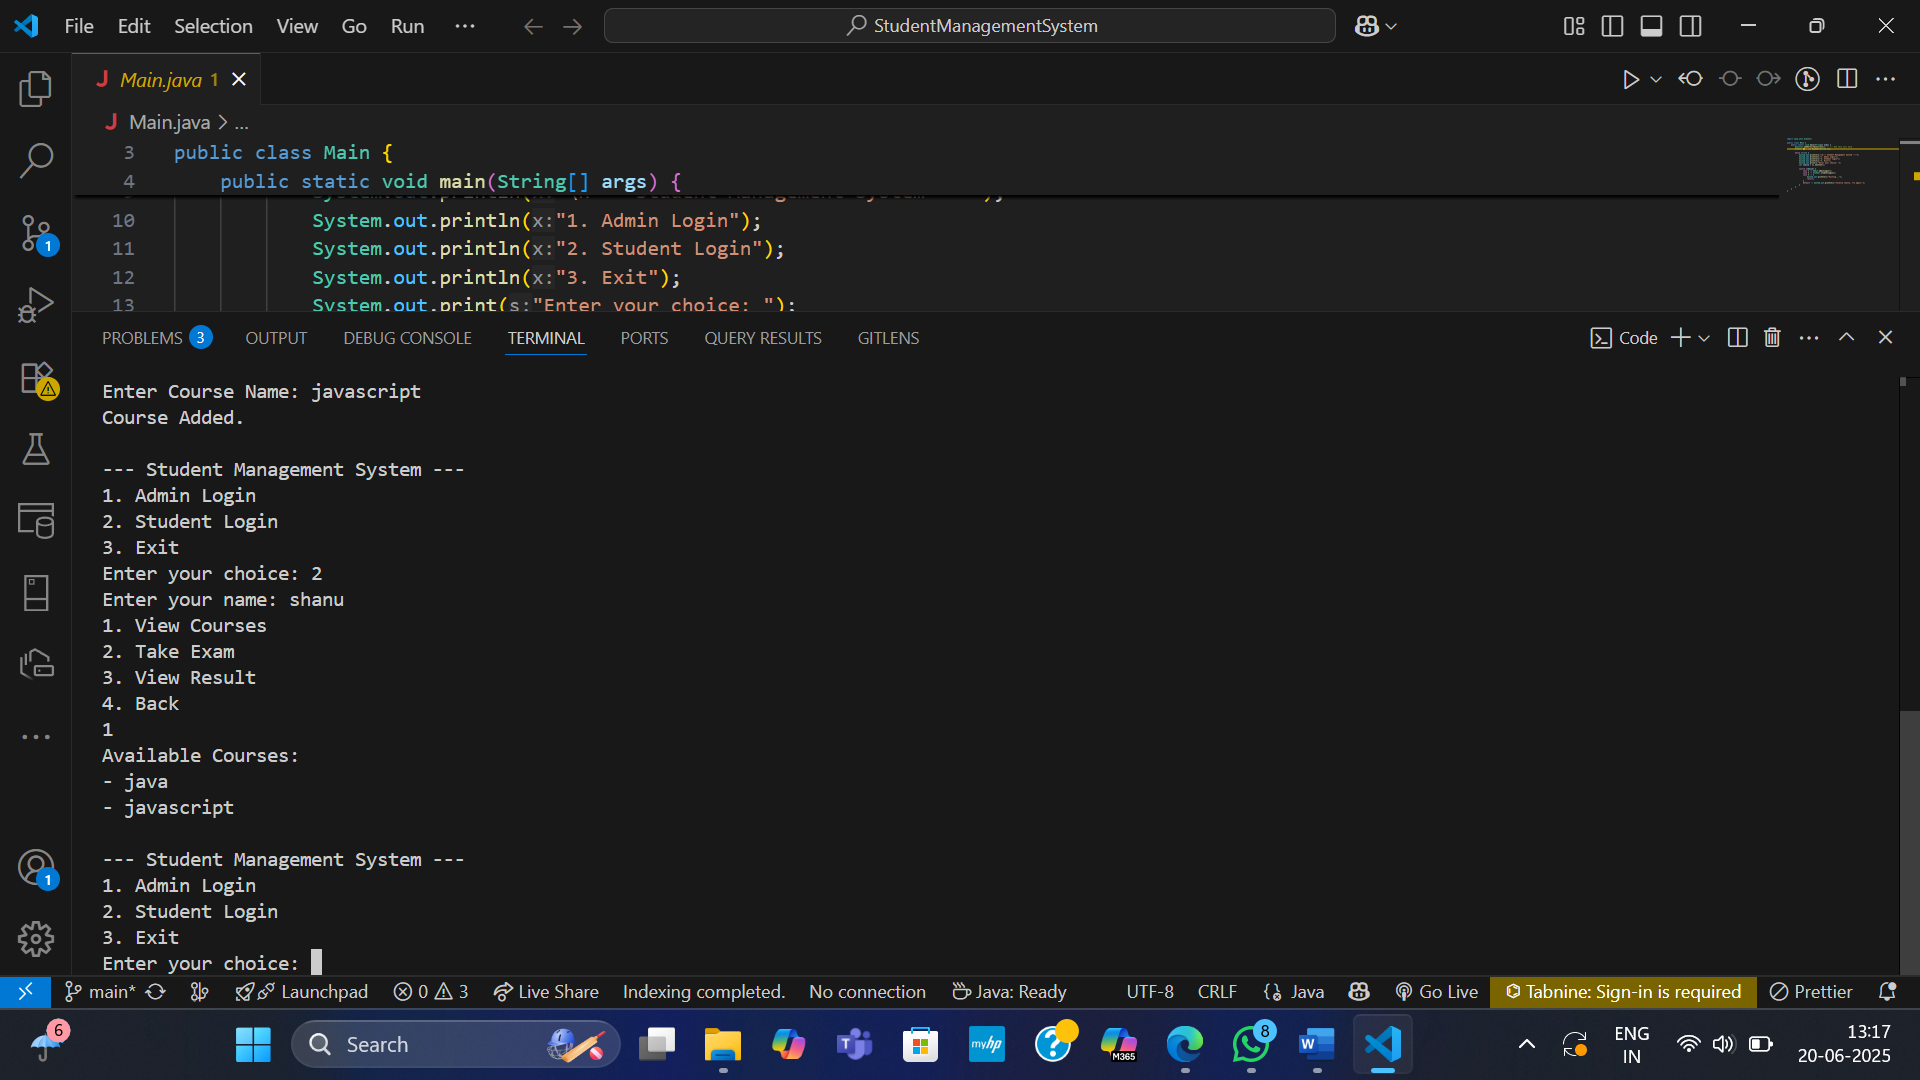 File Edit Selection View Go Run ··· StudentManagementSystem
Main.java 1
Main.java > ...
3 public class Main {
4 public static void main(String[] args) {
10 System.out.println(x:"1. Admin Login");
11 System.out.println(x:"2. Student Login");
12 System.out.println(x:"3. Exit");
13 System.out.print(s:"Enter your choice: ");
PROBLEMS 3 OUTPUT DEBUG CONSOLE TERMINAL PORTS QUERY RESULTS GITLENS Code
Enter Course Name: javascript
Course Added.
--- Student Management System ---
1. Admin Login
2. Student Login
3. Exit
Enter your choice: 2
Enter your name: shanu
1. View Courses
2. Take Exam
3. View Result
4. Back
1
Available Courses:
- java
- javascript
--- Student Management System ---
1. Admin Login
2. Student Login
3. Exit
Enter your choice:
1
1
main* Launchpad 0 3 Live Share Indexing completed. No connection Java: Ready UTF-8 CRLF {} Java Go Live Tabnine: Sign-in is required Prettier
6 Search myhp M365 8 ENG IN 13:17
20-06-2025